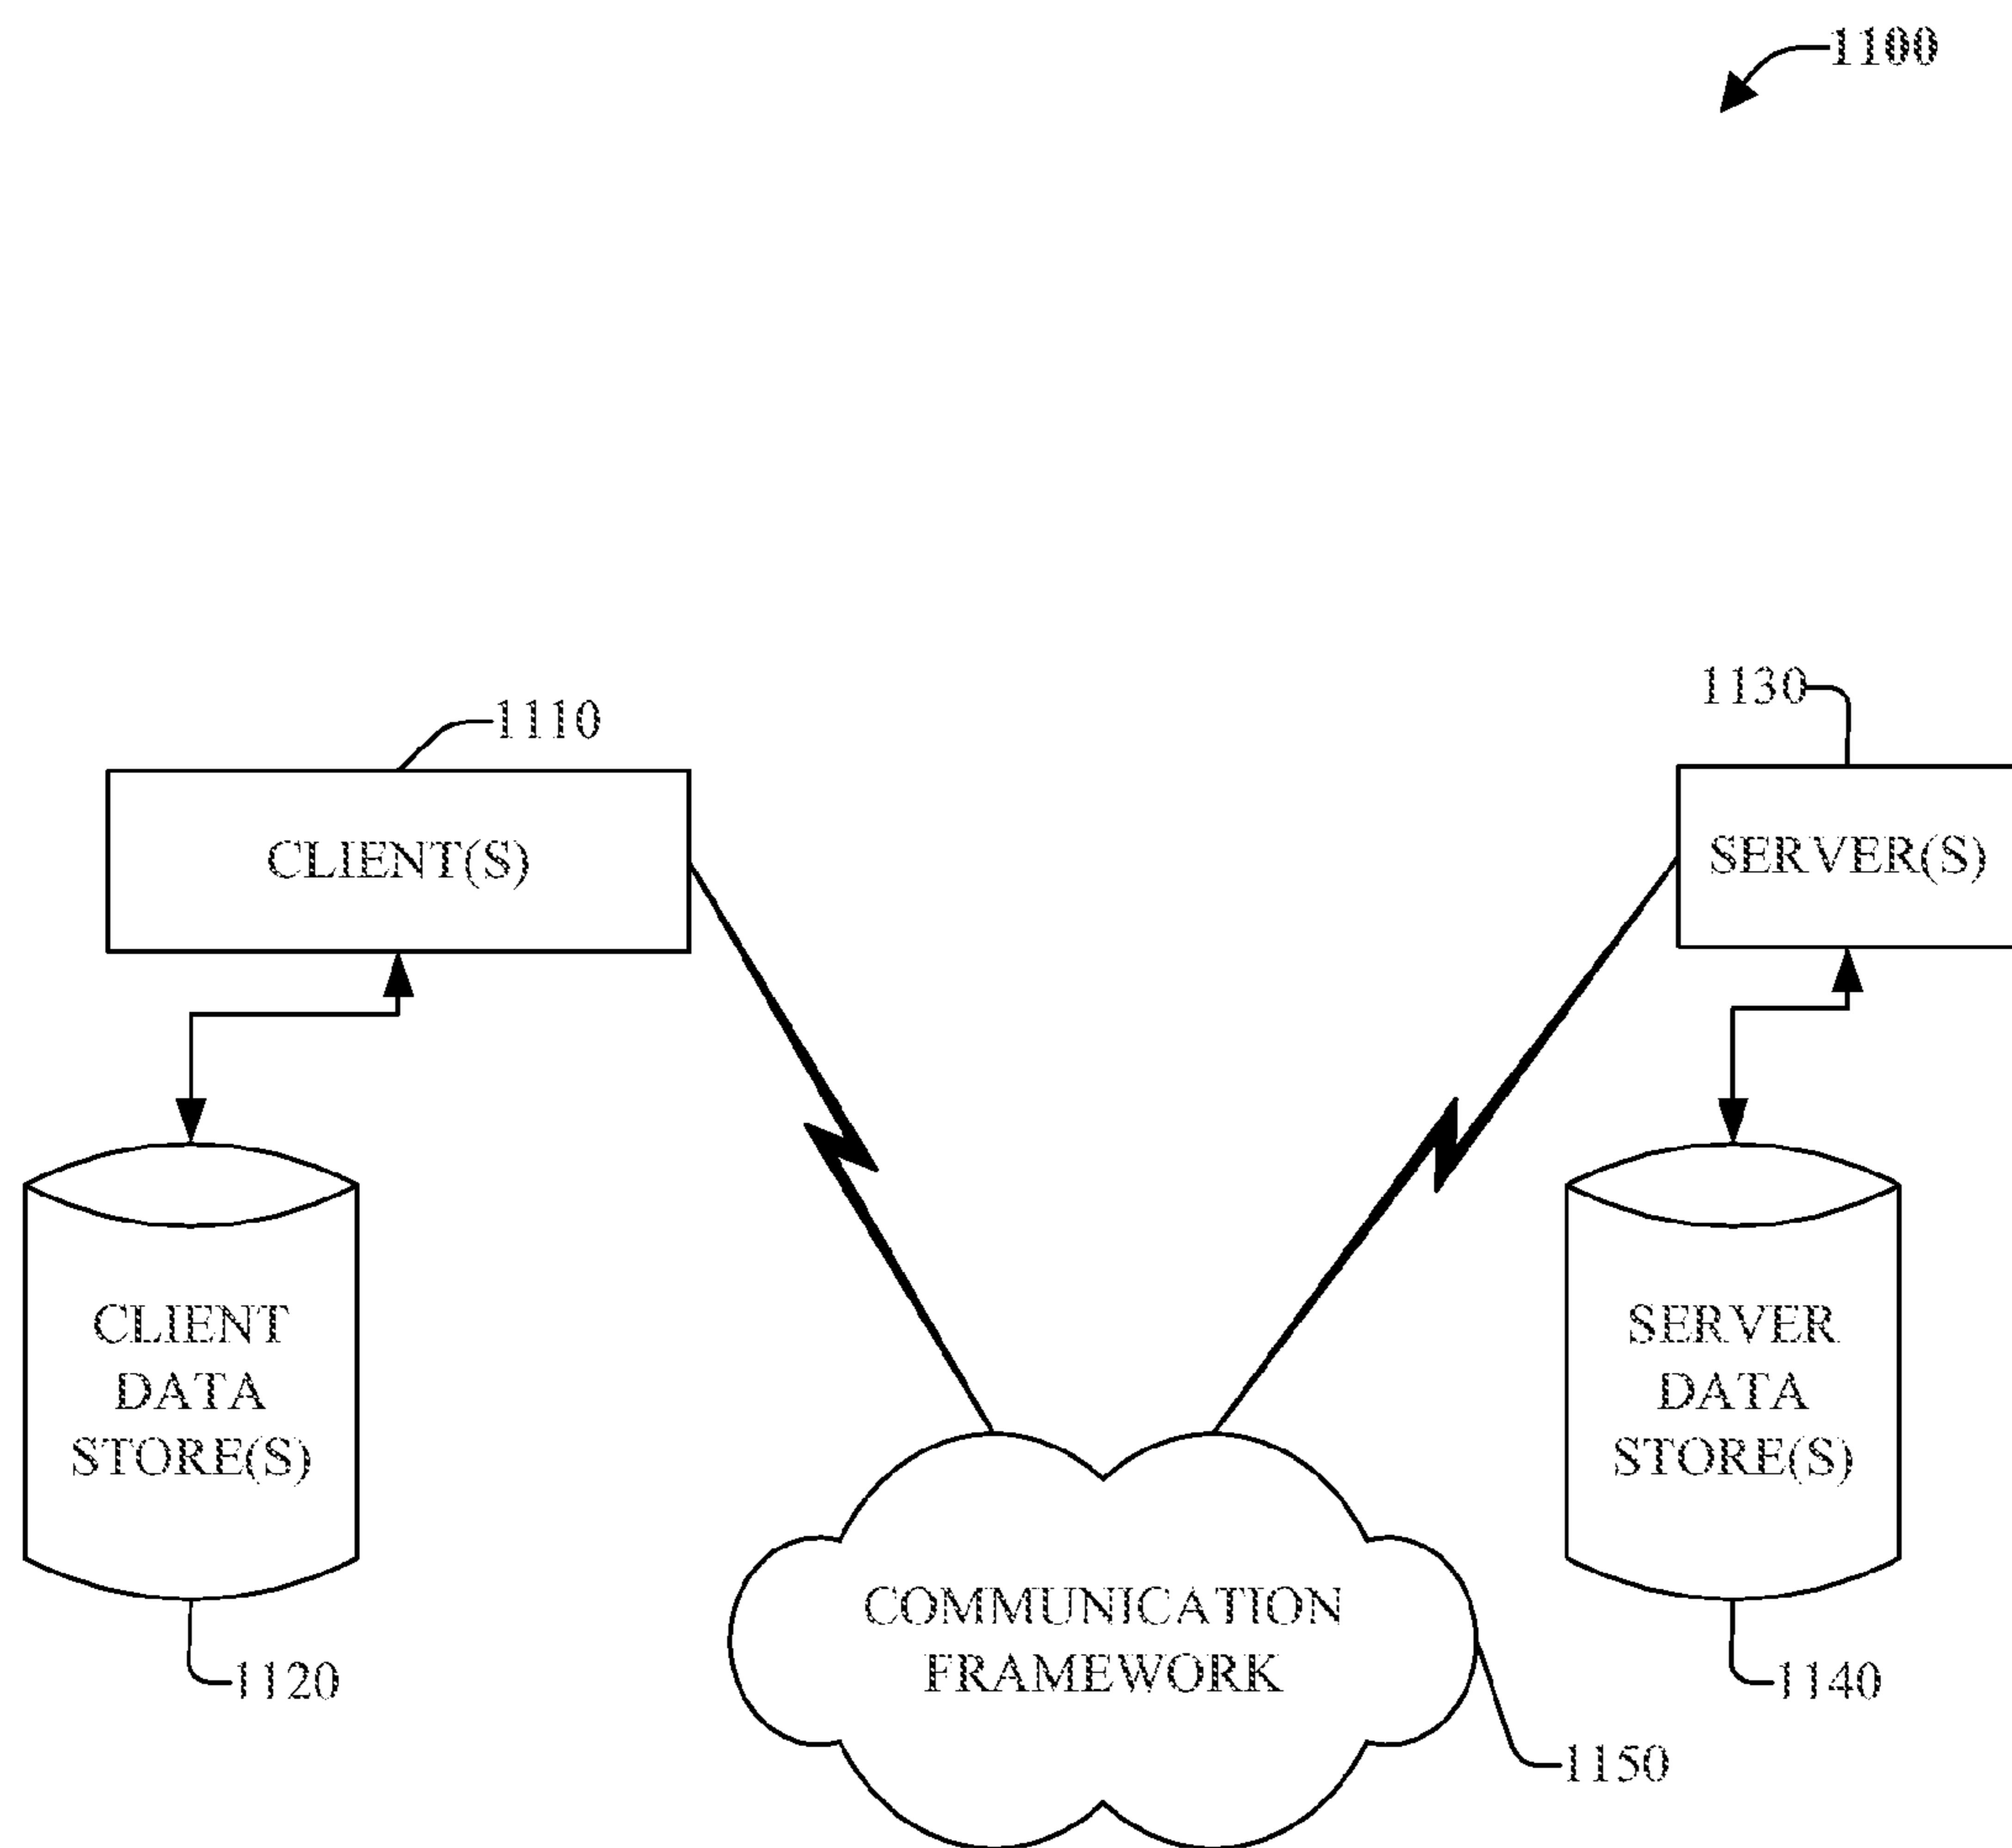 1100
1110
1130
CLIENT(S)
SERVER(S)
CLIENT
DATA
STORE(S)
SERVER
DATA
STORE(S)
COMMUNICATION
FRAMEWORK
1120
1140
1150